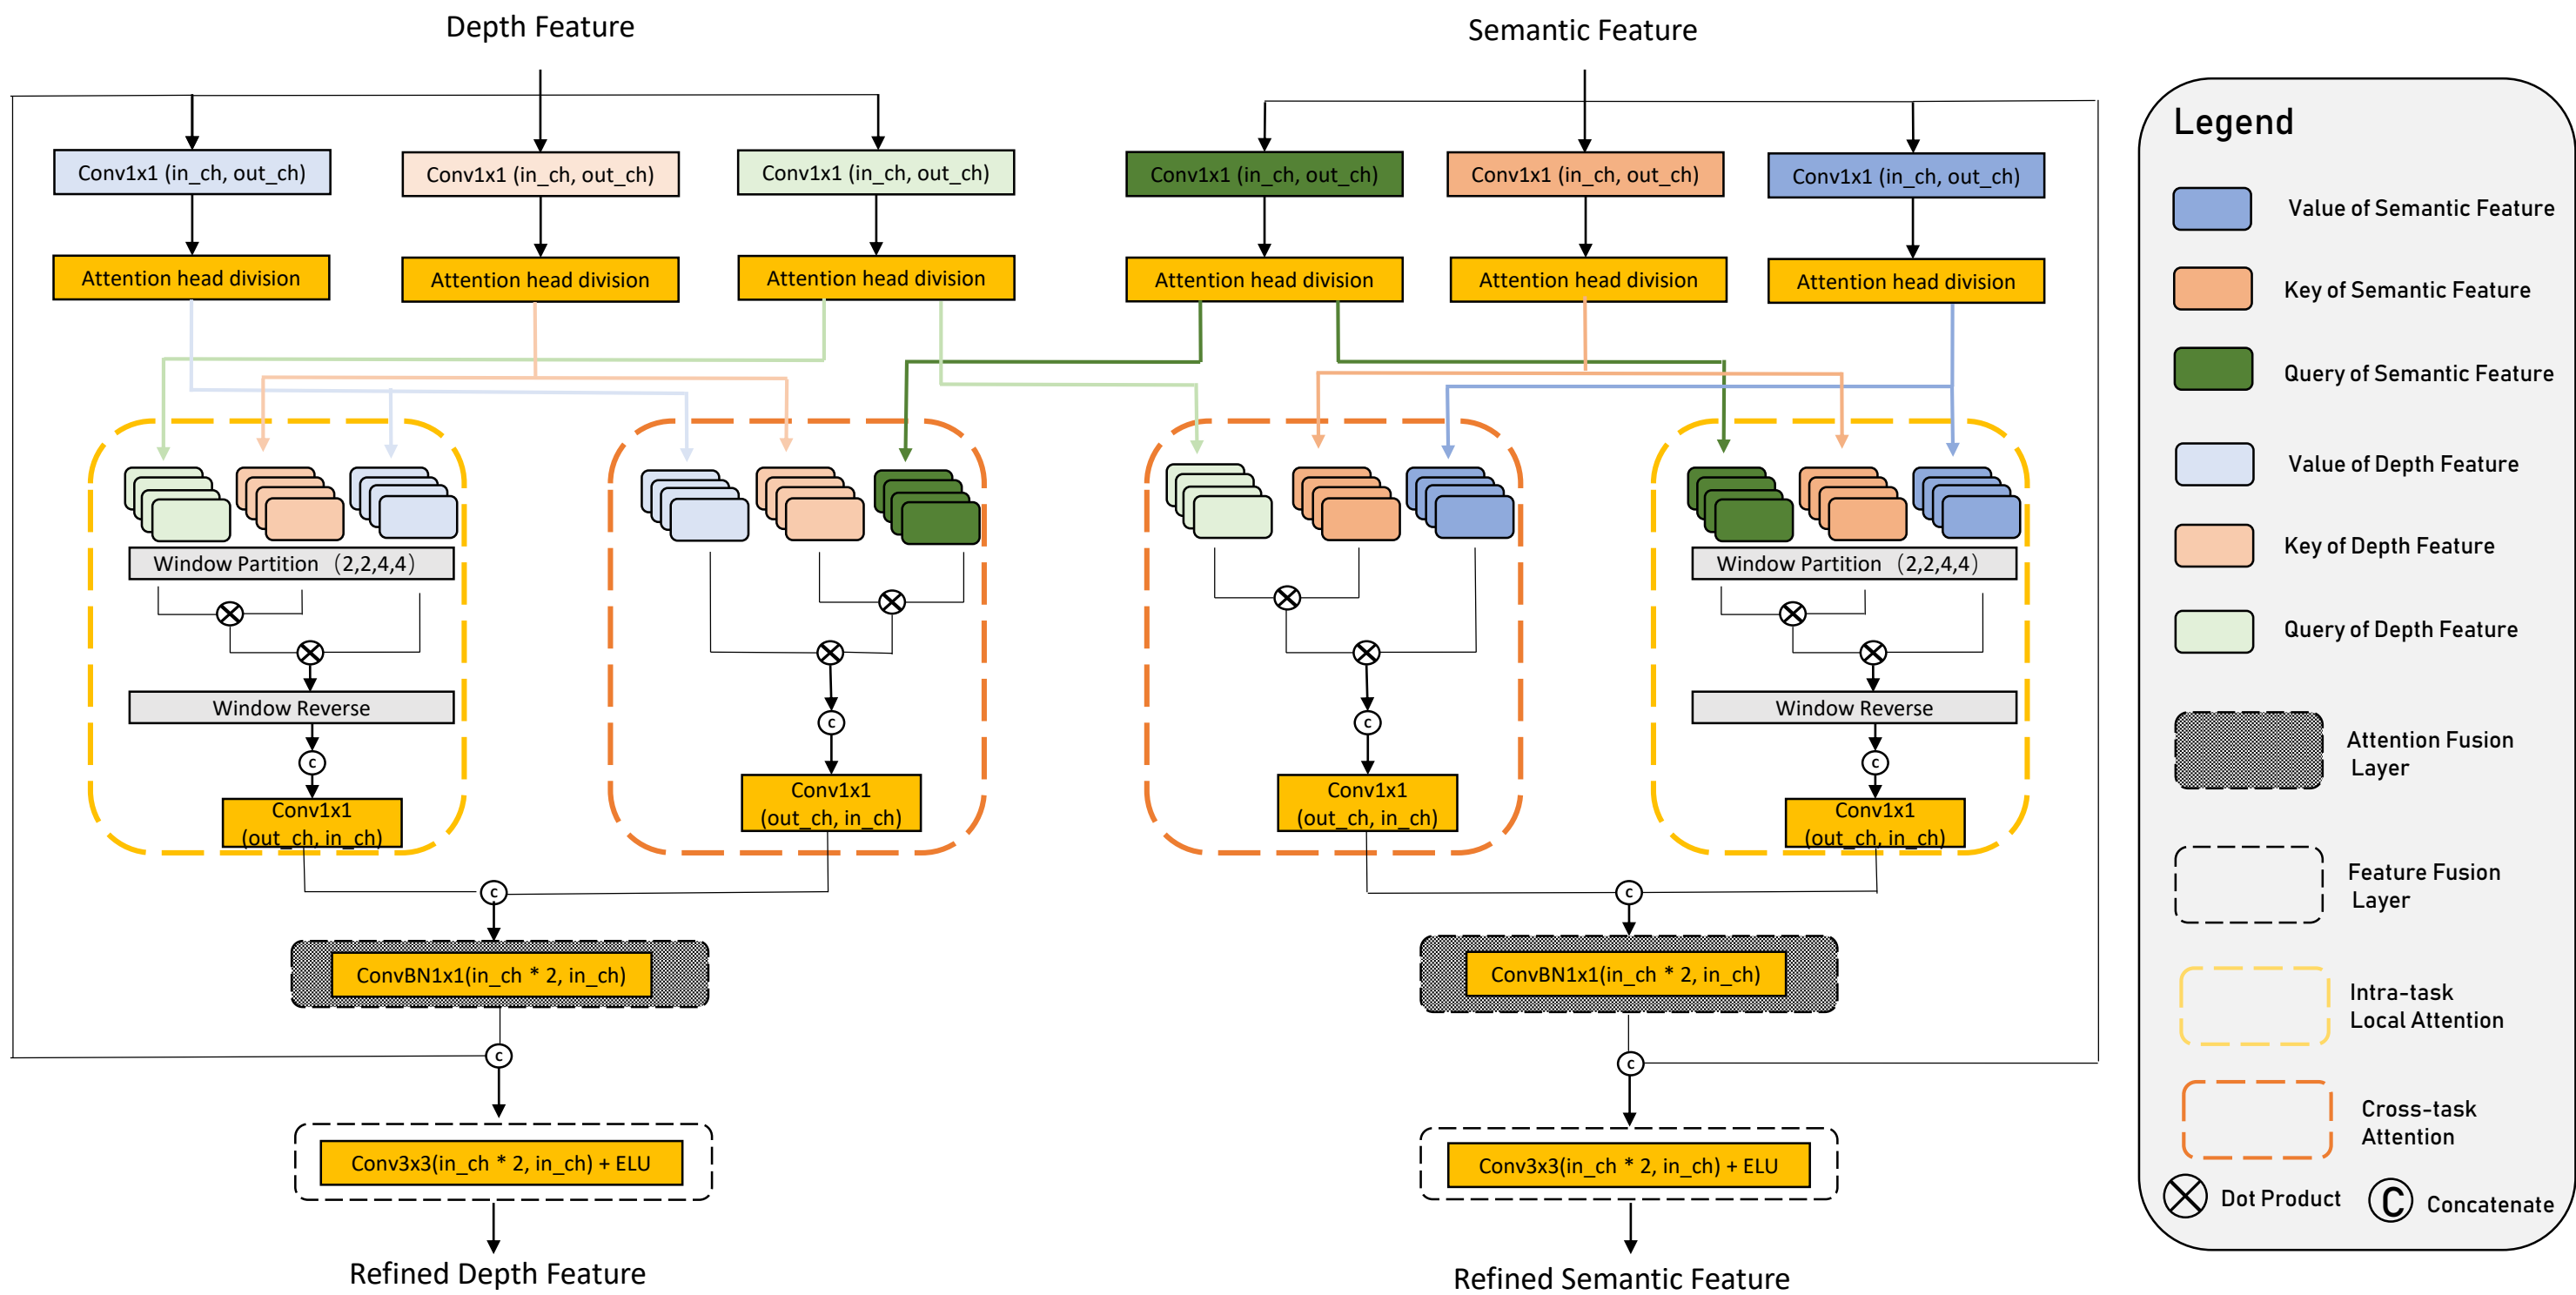 Depth Feature
Semantic Feature
Conv1x1 (in_ch, out_ch)
Conv1x1 (in_ch, out_ch)
Conv1x1 (in_ch, out_ch)
Conv1x1 (in_ch, out_ch)
Conv1x1 (in_ch, out_ch)
Conv1x1 (in_ch, out_ch)
Attention head division
Attention head division
Attention head division
Attention head division
Attention head division
Attention head division
Window Partition（2,2,4,4）
Window Partition（2,2,4,4）
Window Reverse
Window Reverse
C
C
C
C
Conv1x1
(out_ch, in_ch)
Conv1x1
(out_ch, in_ch)
Conv1x1
(out_ch, in_ch)
Conv1x1
(out_ch, in_ch)
C
C
ConvBN1x1(in_ch * 2, in_ch)
ConvBN1x1(in_ch * 2, in_ch)
C
C
Conv3x3(in_ch * 2, in_ch) + ELU
Conv3x3(in_ch * 2, in_ch) + ELU
Refined Depth Feature
Refined Semantic Feature
Legend
Value of Semantic Feature
Key of Semantic Feature
Query of Semantic Feature
Value of Depth Feature
Key of Depth Feature
Query of Depth Feature
Attention Fusion
Layer
Feature Fusion
Layer
Intra-task
Local Attention
Cross-task
Attention
Dot Product
C Concatenate